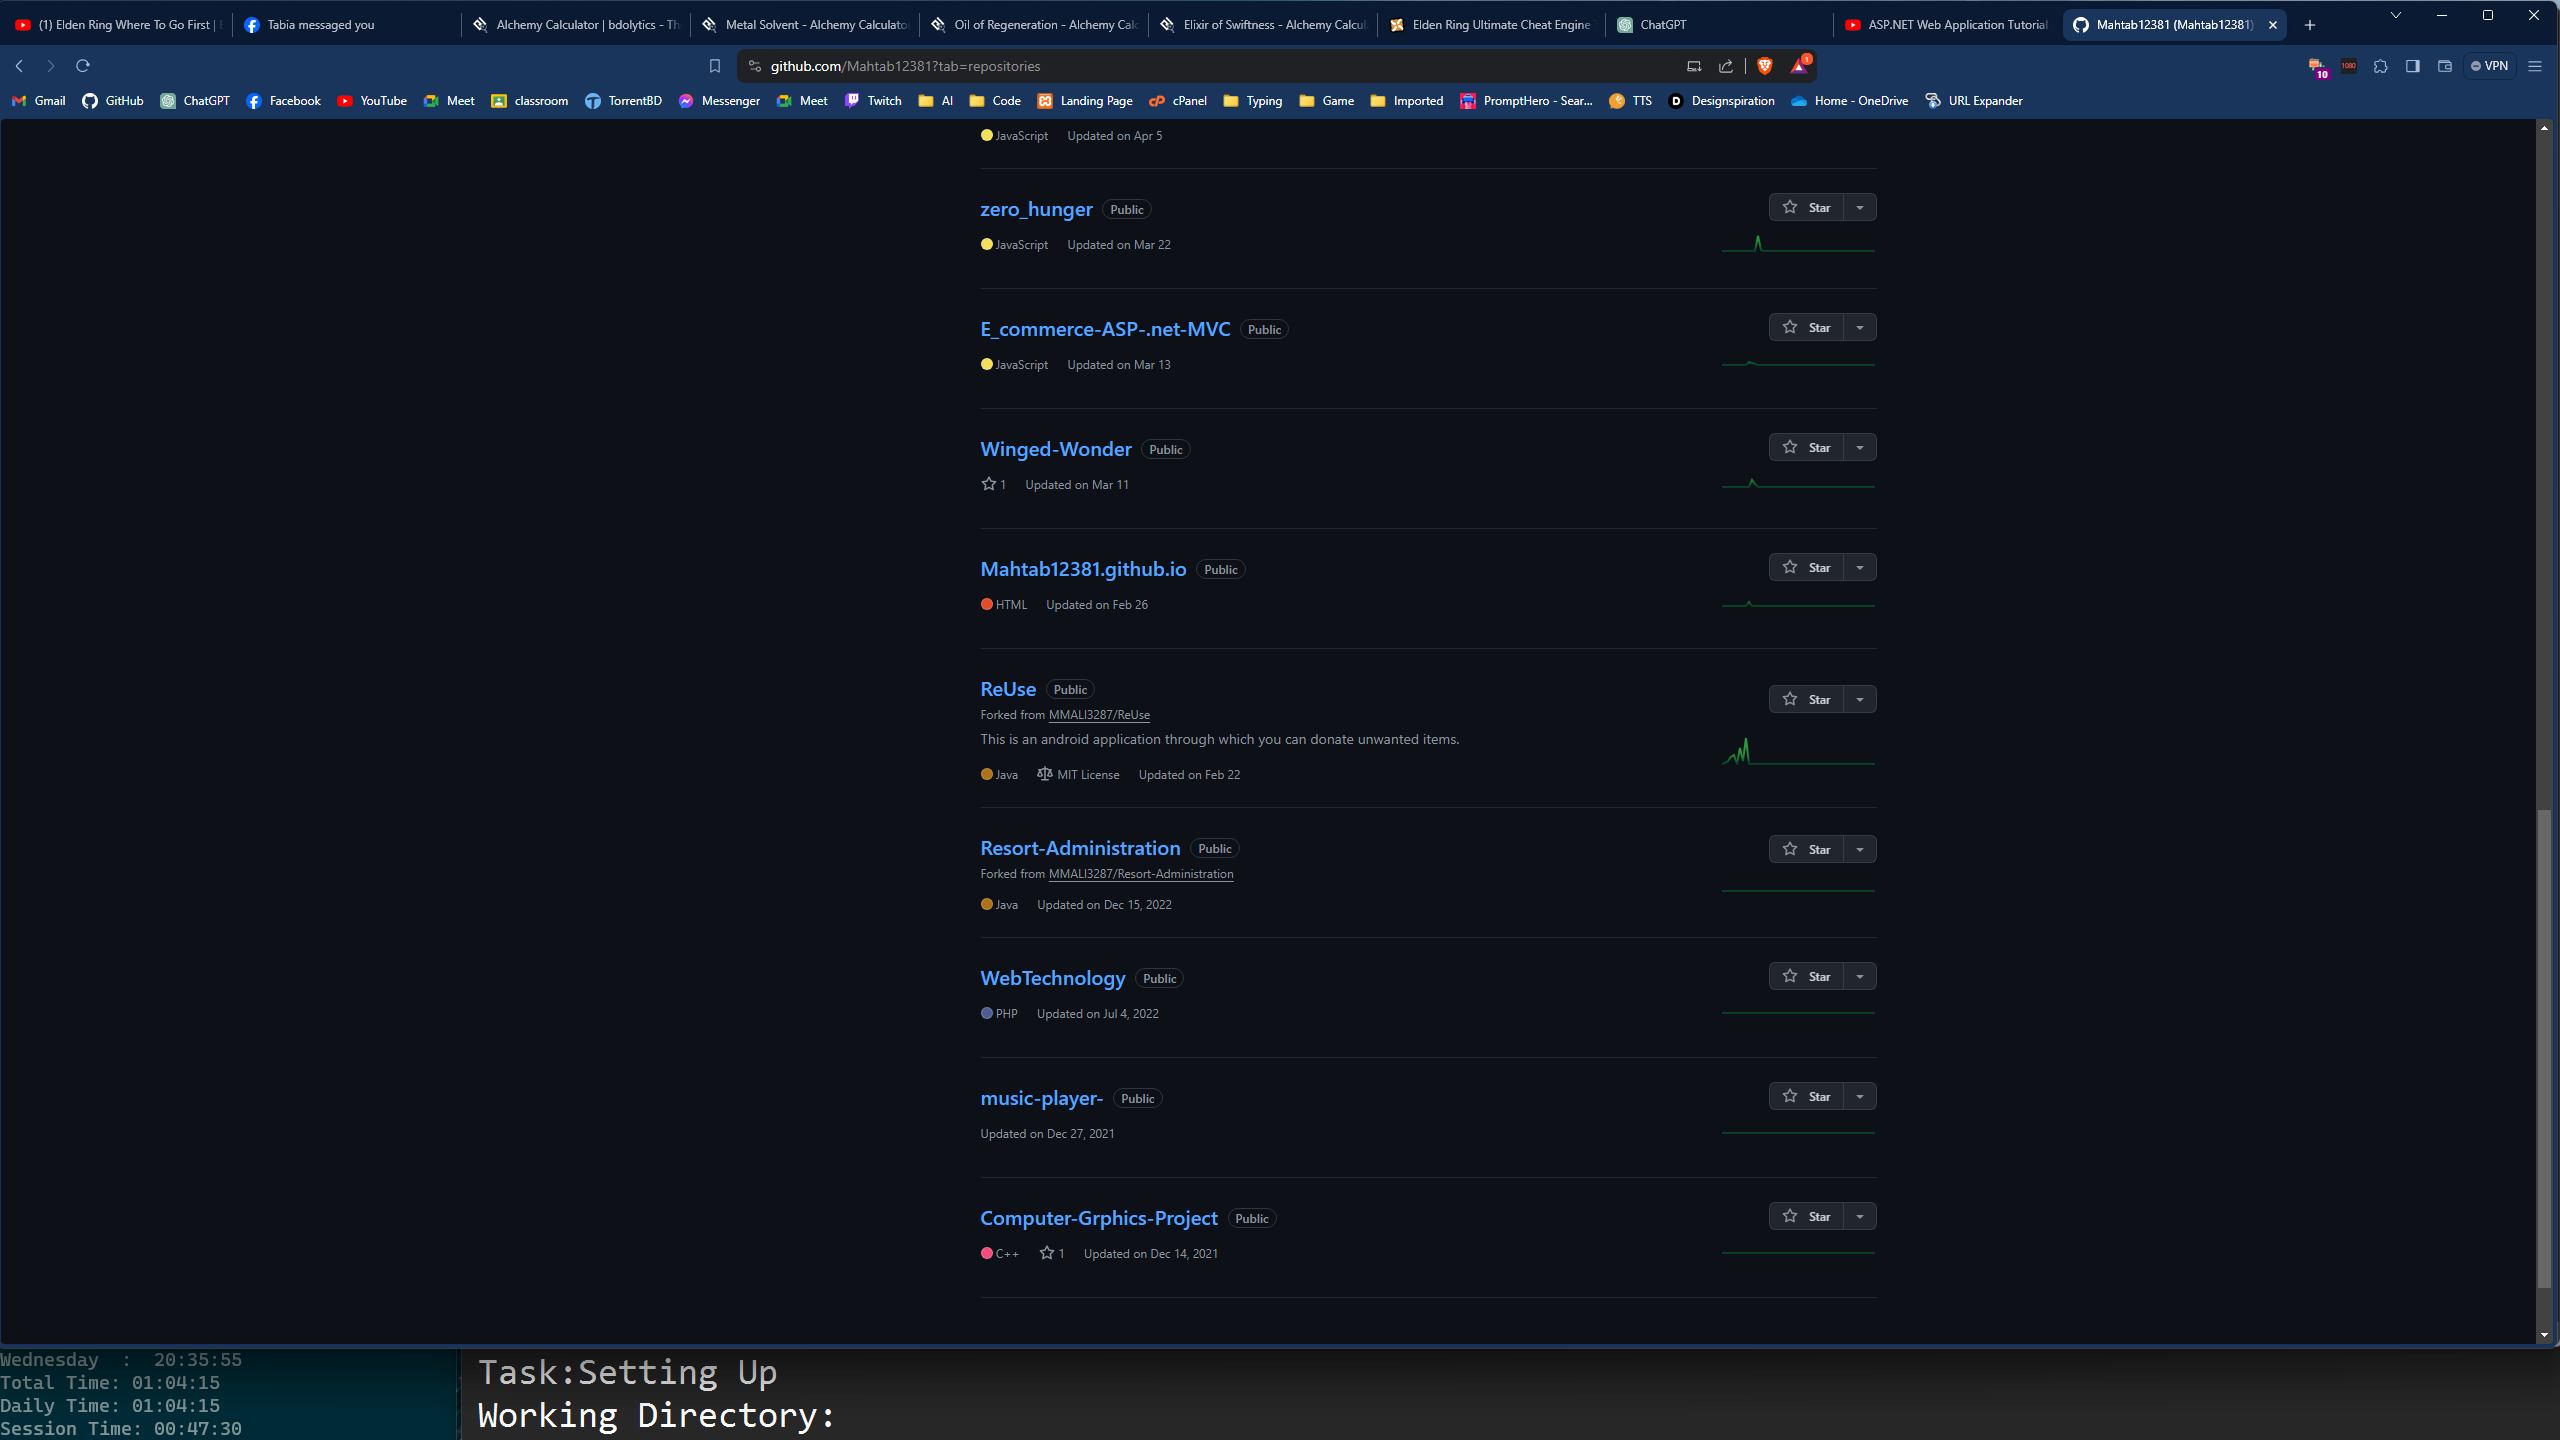 (1) Elden Ring Where To Go First |
Tabia messaged you
Alchemy Calculator | bdolytics - Th
Metal Solvent - Alchemy Calculato
Oil of Regeneration - Alchemy Calc
Elixir of Swiftness - Alchemy Calcul
Elden Ring Ultimate Cheat Engine
ChatGPT
ASP.NET Web Application Tutorial
Mahtab12381 (Mahtab12381)
github.com/Mahtab12381?tab=repositories
1
10
1080
VPN
Gmail
GitHub
ChatGPT
Facebook
YouTube
Meet
classroom
TorrentBD
Messenger
Meet
Twitch
AI
Code
Landing Page
cPanel
Typing
Game
Imported
PromptHero - Sear...
TTS
Designspiration
Home - OneDrive
URL Expander
JavaScript Updated on Apr 5
zero_hunger Public Star
JavaScript Updated on Mar 22
E_commerce-ASP-.net-MVC Public Star
JavaScript Updated on Mar 13
Winged-Wonder Public Star
1 Updated on Mar 11
Mahtab12381.github.io Public Star
HTML Updated on Feb 26
ReUse Public Star
Forked from MMALI3287/ReUse
This is an android application through which you can donate unwanted items.
Java MIT License Updated on Feb 22
Resort-Administration Public Star
Forked from MMALI3287/Resort-Administration
Java Updated on Dec 15, 2022
WebTechnology Public Star
PHP Updated on Jul 4, 2022
music-player- Public Star
Updated on Dec 27, 2021
Computer-Grphics-Project Public Star
C++ 1 Updated on Dec 14, 2021
Wednesday : 20:35:55
Total Time: 01:04:15
Daily Time: 01:04:15
Session Time: 00:47:30
Task:Setting Up
Working Directory: